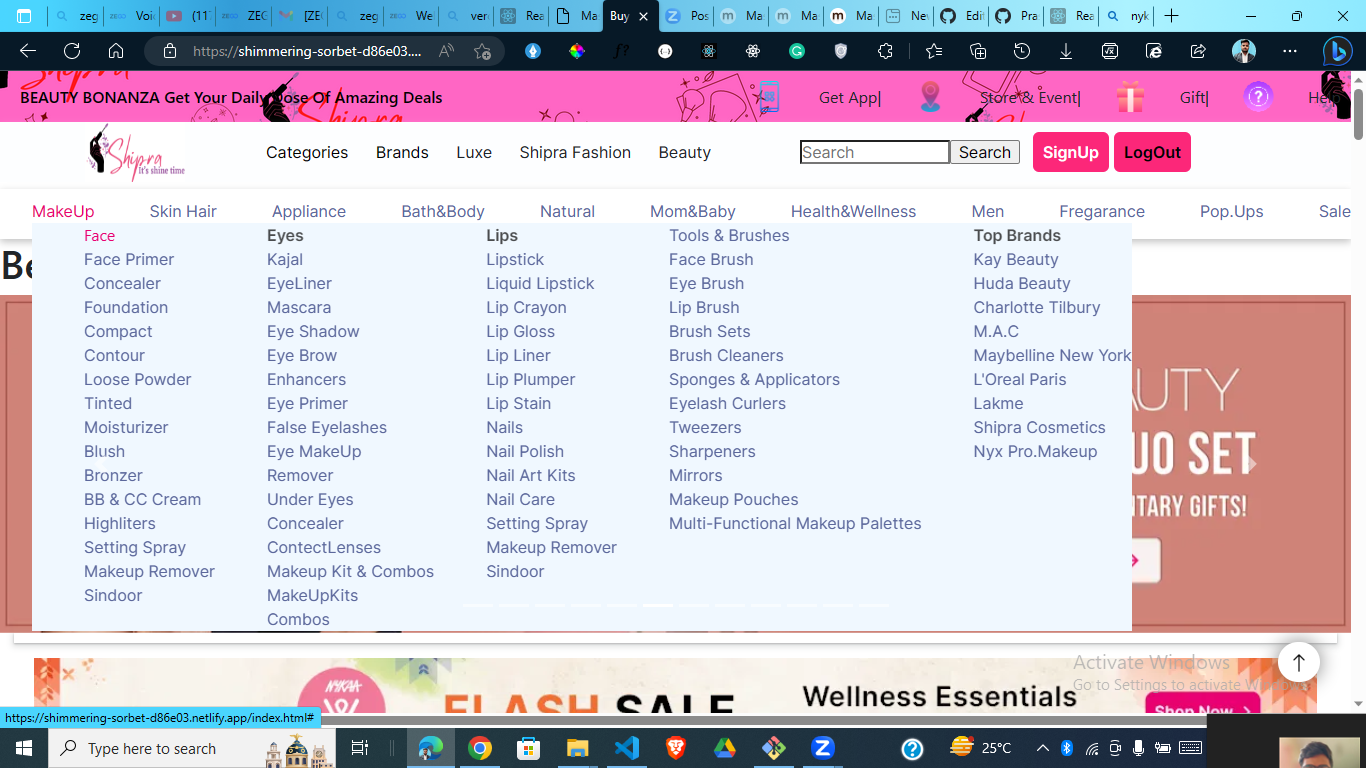 zeg
Voi
(11
ZEG
[ZE
zeg
We
ver
Rea
Ma
Buy
Pos
Ma
Ma
Ma
Ne
Edit
Pra
Rea
nyk
https://shimmering-sorbet-d86e03....
BEAUTY BONANZA Get Your Daily Dose Of Amazing Deals
Get App|
Store & Event|
Gift|
Help
Shipra
It's shine time
Categories
Brands
Luxe
Shipra Fashion
Beauty
Search
Search
SignUp
LogOut
MakeUp
Skin Hair
Appliance
Bath&Body
Natural
Mom&Baby
Health&Wellness
Men
Fregarance
Pop.Ups
Sale
Be
Face
Face Primer
Concealer
Foundation
Compact
Contour
Loose Powder
Tinted
Moisturizer
Blush
Bronzer
BB & CC Cream
Highliters
Setting Spray
Makeup Remover
Sindoor
Eyes
Kajal
EyeLiner
Mascara
Eye Shadow
Eye Brow
Enhancers
Eye Primer
False Eyelashes
Eye MakeUp
Remover
Under Eyes
Concealer
ContectLenses
Makeup Kit & Combos
MakeUpKits
Combos
Lips
Lipstick
Liquid Lipstick
Lip Crayon
Lip Gloss
Lip Liner
Lip Plumper
Lip Stain
Nails
Nail Polish
Nail Art Kits
Nail Care
Setting Spray
Makeup Remover
Sindoor
Tools & Brushes
Face Brush
Eye Brush
Lip Brush
Brush Sets
Brush Cleaners
Sponges & Applicators
Eyelash Curlers
Tweezers
Sharpeners
Mirrors
Makeup Pouches
Multi-Functional Makeup Palettes
Top Brands
Kay Beauty
Huda Beauty
Charlotte Tilbury
M.A.C
Maybelline New York
L'Oreal Paris
Lakme
Shipra Cosmetics
Nyx Pro.Makeup
AUTY
UO SET
NTARY GIFTS!
Activate Windows
Go to Settings to activate Windows.
NYKAA
FLASH SALE
Wellness Essentials
Shop Now >
https://shimmering-sorbet-d86e03.netlify.app/index.html#
Type here to search
25°C